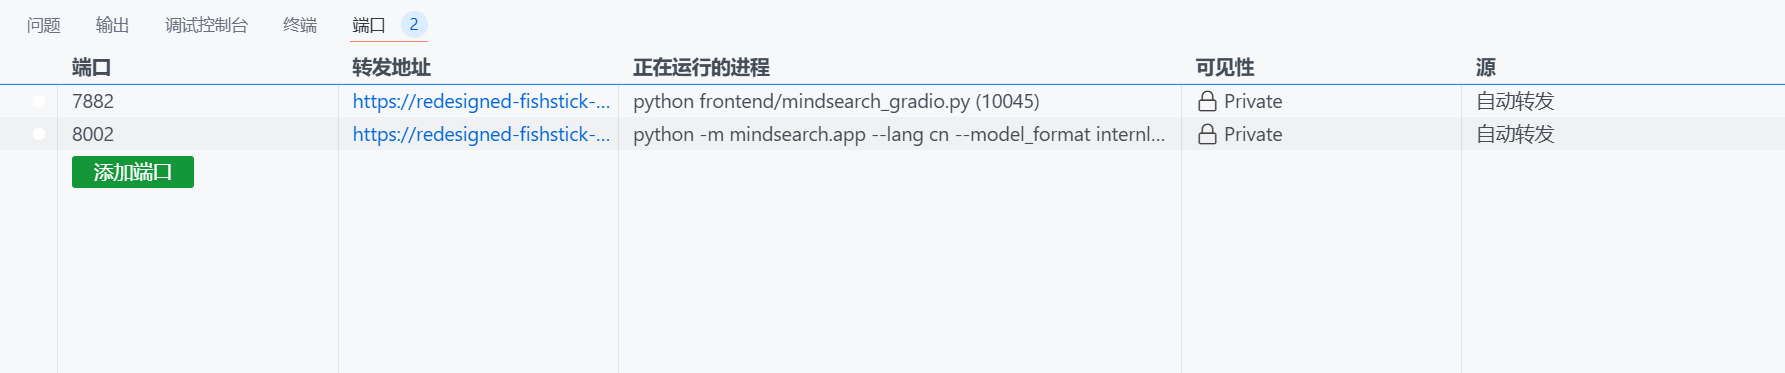 问题 输出 调试控制台 终端 端口 2
端口 转发地址 正在运行的进程 可见性 源
7882 https://redesigned-fishstick-... python frontend/mindsearch_gradio.py (10045) Private 自动转发
8002 https://redesigned-fishstick-... python -m mindsearch.app --lang cn --model_format internl... Private 自动转发
添加端口